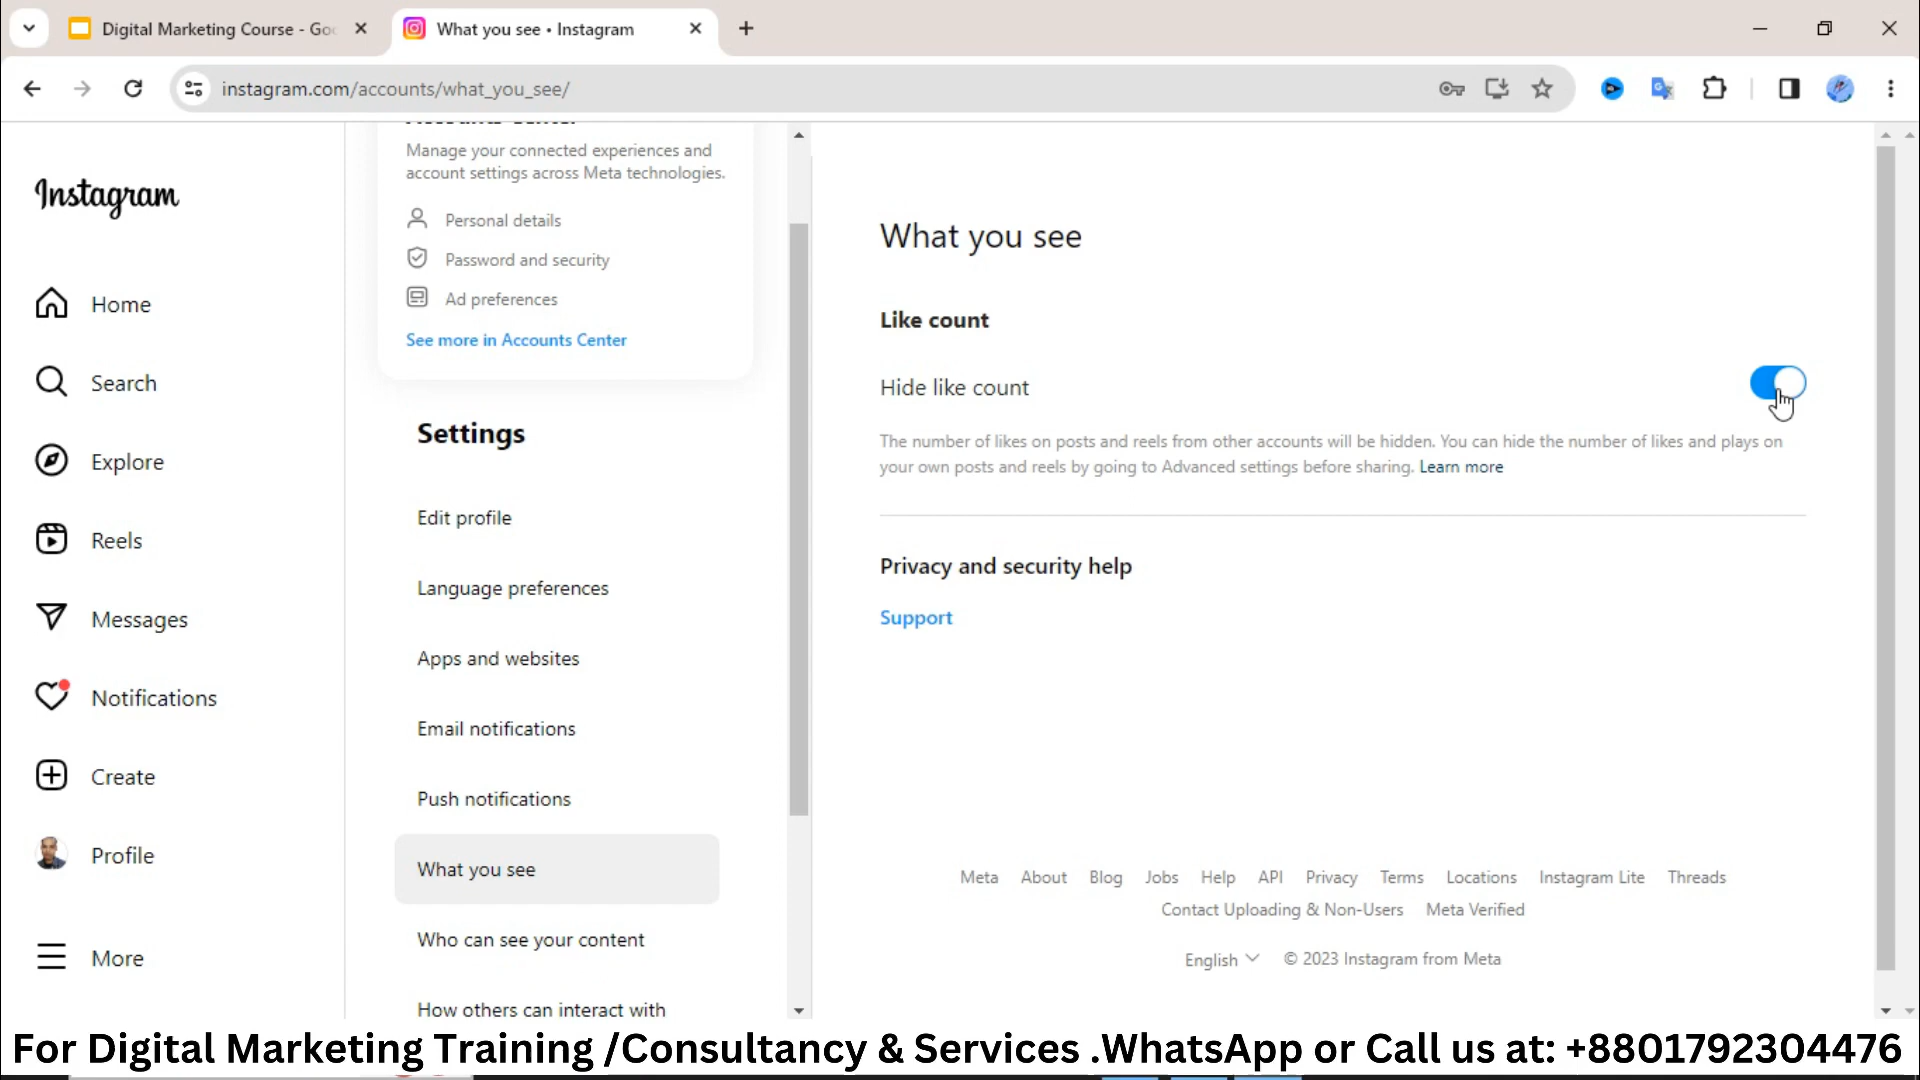 Digital Marketing Course - Goo
What you see • Instagram
instagram.com/accounts/what_you_see/
Instagram
Home
Search
Explore
Reels
Messages
Notifications
Create
Profile
More
Accounts Center
Manage your connected experiences and
account settings across Meta technologies.
Personal details
Password and security
Ad preferences
See more in Accounts Center
Settings
Edit profile
Language preferences
Apps and websites
Email notifications
Push notifications
What you see
Who can see your content
How others can interact with
What you see
Like count
Hide like count
The number of likes on posts and reels from other accounts will be hidden. You can hide the number of likes and plays on
your own posts and reels by going to Advanced settings before sharing. Learn more
Privacy and security help
Support
Meta About Blog Jobs Help API Privacy Terms Locations Instagram Lite Threads
Contact Uploading & Non-Users Meta Verified
English © 2023 Instagram from Meta
For Digital Marketing Training /Consultancy & Services .WhatsApp or Call us at: +8801792304476